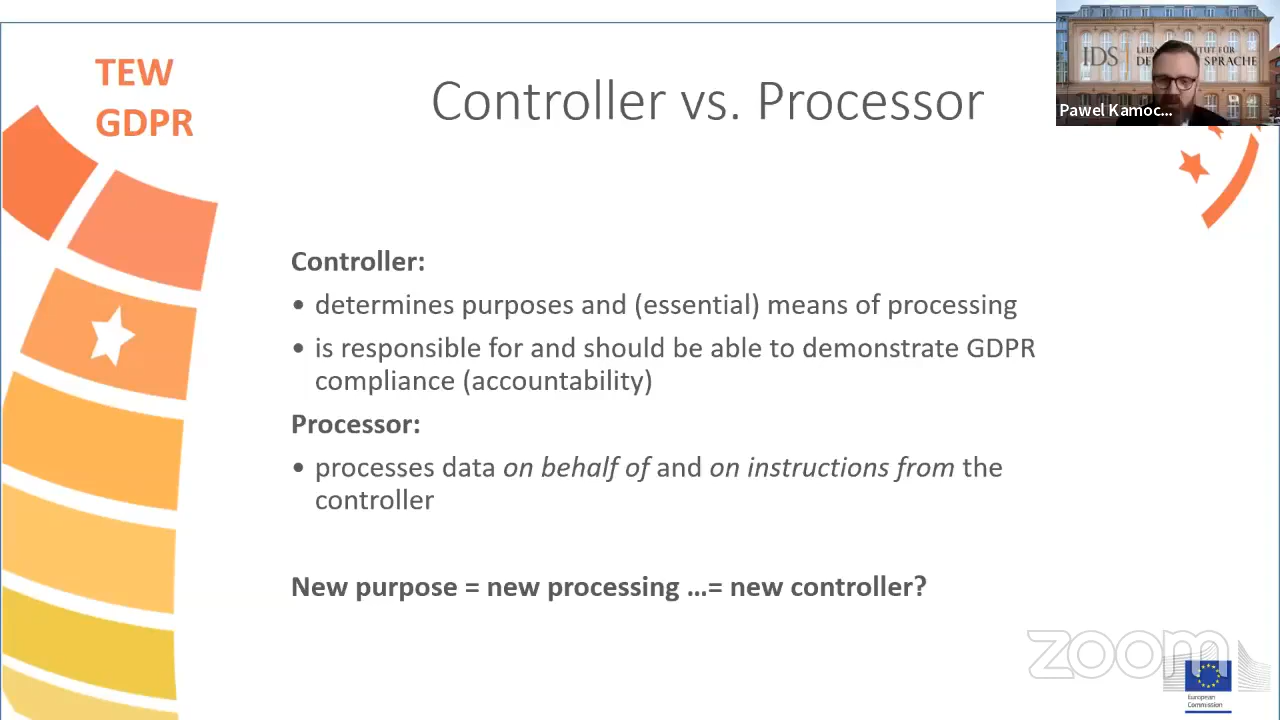 TEW
GDPR
Controller vs. Processor
IDS
Pawel Kamoc...
Controller:
• determines purposes and (essential) means of processing
• is responsible for and should be able to demonstrate GDPR
compliance (accountability)
Processor:
• processes data on behalf of and on instructions from the
controller
New purpose = new processing …= new controller?
zoom
European
Commission